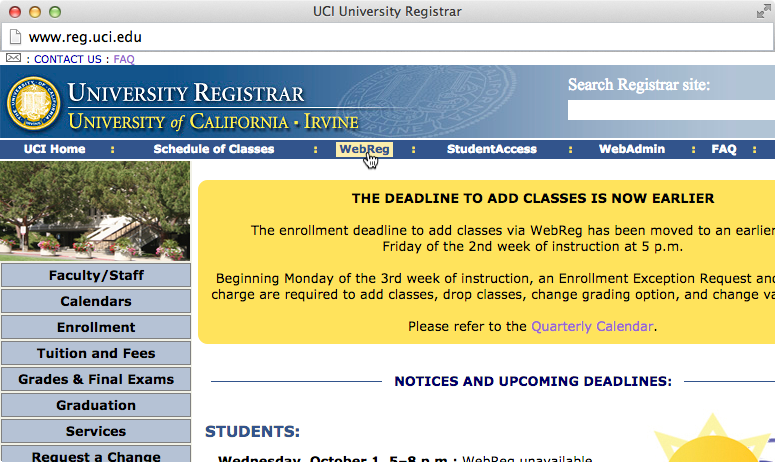 UCI University Registrar
www.reg.uci.edu
: CONTACT US : FAQ
UNIVERSITY REGISTRAR
UNIVERSITY of CALIFORNIA · IRVINE
Search Registrar site:
UCI Home : Schedule of Classes : WebReg : StudentAccess : WebAdmin : FAQ :
THE DEADLINE TO ADD CLASSES IS NOW EARLIER
The enrollment deadline to add classes via WebReg has been moved to an earlier
Friday of the 2nd week of instruction at 5 p.m.
Beginning Monday of the 3rd week of instruction, an Enrollment Exception Request and
charge are required to add classes, drop classes, change grading option, and change va
Please refer to the Quarterly Calendar.
Faculty/Staff
Calendars
Enrollment
Tuition and Fees
Grades & Final Exams
Graduation
Services
Request a Change
NOTICES AND UPCOMING DEADLINES:
STUDENTS:
Wednesday, October 1, 5–8 p.m.: WebReg unavailable